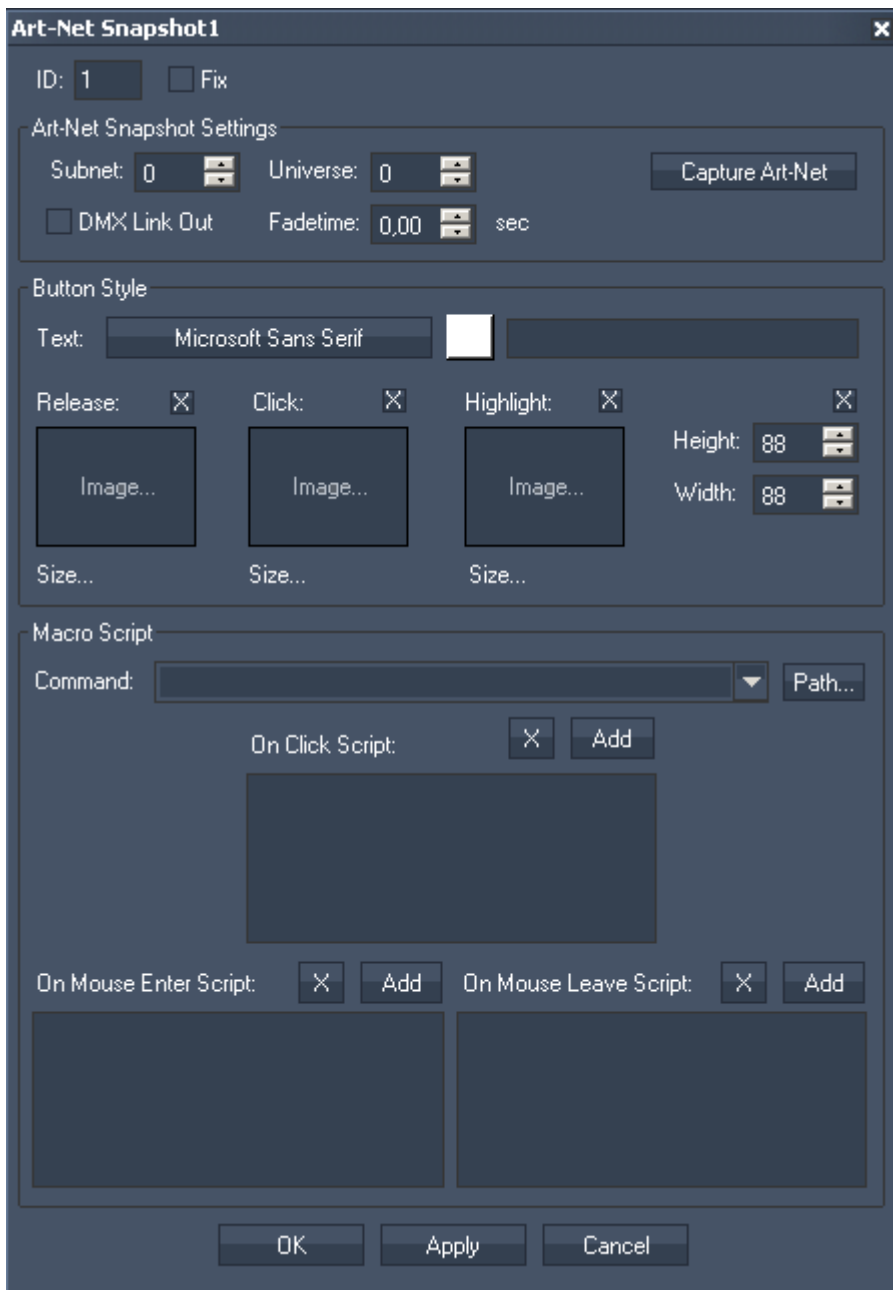 Art-Net Snapshot1 x
ID: 1 Fix
Art-Net Snapshot Settings
Subnet: 0 Universe: 0 Capture Art-Net
DMX Link Out Fadetime: 0,00 sec
Button Style
Text: Microsoft Sans Serif
Release: X Click: X Highlight: X X
Height: 88
Image... Image... Image...
Width: 88
Size... Size... Size...
Macro Script
Command: Path...
On Click Script: X Add
On Mouse Enter Script: X Add On Mouse Leave Script: X Add
OK Apply Cancel